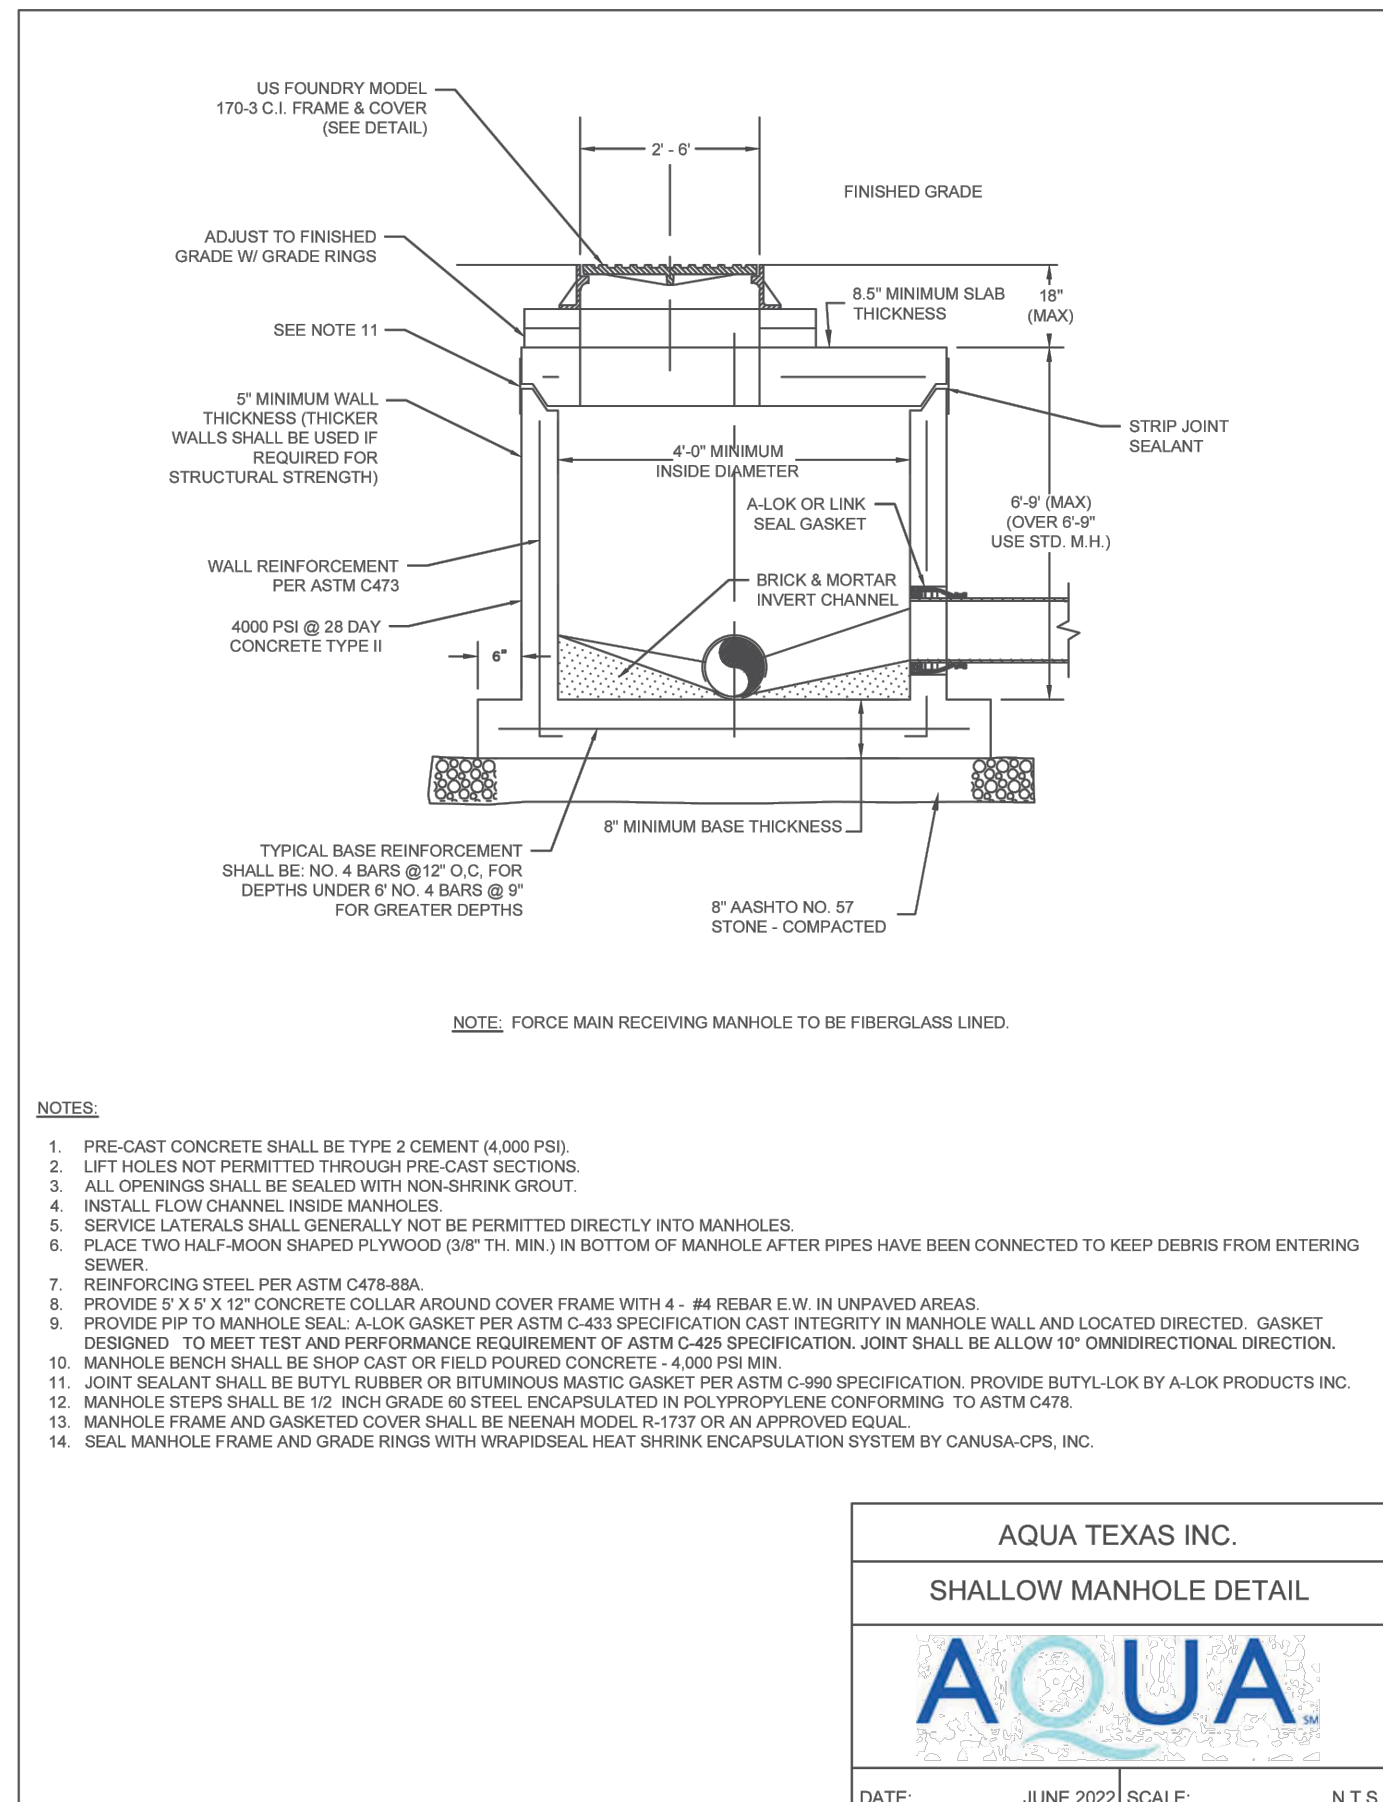 US FOUNDRY MODEL
170-3 C.I. FRAME & COVER
(SEE DETAIL)
2' - 6'
FINISHED GRADE
ADJUST TO FINISHED
GRADE W/ GRADE RINGS
8.5" MINIMUM SLAB
THICKNESS
18"
(MAX)
SEE NOTE 11
5" MINIMUM WALL
THICKNESS (THICKER
WALLS SHALL BE USED IF
REQUIRED FOR
STRUCTURAL STRENGTH)
STRIP JOINT
SEALANT
4'-0" MINIMUM
INSIDE DIAMETER
A-LOK OR LINK
SEAL GASKET
6'-9' (MAX)
(OVER 6'-9"
USE STD. M.H.)
WALL REINFORCEMENT
PER ASTM C473
BRICK & MORTAR
INVERT CHANNEL
4000 PSI @ 28 DAY
CONCRETE TYPE II
6"
8" MINIMUM BASE THICKNESS
TYPICAL BASE REINFORCEMENT
SHALL BE: NO. 4 BARS @12" O,C, FOR
DEPTHS UNDER 6' NO. 4 BARS @ 9"
FOR GREATER DEPTHS
8" AASHTO NO. 57
STONE - COMPACTED
NOTE: FORCE MAIN RECEIVING MANHOLE TO BE FIBERGLASS LINED.
NOTES:
1. PRE-CAST CONCRETE SHALL BE TYPE 2 CEMENT (4,000 PSI).
2. LIFT HOLES NOT PERMITTED THROUGH PRE-CAST SECTIONS.
3. ALL OPENINGS SHALL BE SEALED WITH NON-SHRINK GROUT.
4. INSTALL FLOW CHANNEL INSIDE MANHOLES.
5. SERVICE LATERALS SHALL GENERALLY NOT BE PERMITTED DIRECTLY INTO MANHOLES.
6. PLACE TWO HALF-MOON SHAPED PLYWOOD (3/8" TH. MIN.) IN BOTTOM OF MANHOLE AFTER PIPES HAVE BEEN CONNECTED TO KEEP DEBRIS FROM ENTERING
SEWER.
7. REINFORCING STEEL PER ASTM C478-88A.
8. PROVIDE 5' X 5' X 12" CONCRETE COLLAR AROUND COVER FRAME WITH 4 - #4 REBAR E.W. IN UNPAVED AREAS.
9. PROVIDE PIP TO MANHOLE SEAL: A-LOK GASKET PER ASTM C-433 SPECIFICATION CAST INTEGRITY IN MANHOLE WALL AND LOCATED DIRECTED. GASKET
DESIGNED TO MEET TEST AND PERFORMANCE REQUIREMENT OF ASTM C-425 SPECIFICATION. JOINT SHALL BE ALLOW 10° OMNIDIRECTIONAL DIRECTION.
10. MANHOLE BENCH SHALL BE SHOP CAST OR FIELD POURED CONCRETE - 4,000 PSI MIN.
11. JOINT SEALANT SHALL BE BUTYL RUBBER OR BITUMINOUS MASTIC GASKET PER ASTM C-990 SPECIFICATION. PROVIDE BUTYL-LOK BY A-LOK PRODUCTS INC.
12. MANHOLE STEPS SHALL BE 1/2 INCH GRADE 60 STEEL ENCAPSULATED IN POLYPROPYLENE CONFORMING TO ASTM C478.
13. MANHOLE FRAME AND GASKETED COVER SHALL BE NEENAH MODEL R-1737 OR AN APPROVED EQUAL.
14. SEAL MANHOLE FRAME AND GRADE RINGS WITH WRAPIDSEAL HEAT SHRINK ENCAPSULATION SYSTEM BY CANUSA-CPS, INC.
AQUA TEXAS INC.
SHALLOW MANHOLE DETAIL
AQUA SM
DATE: JUNE 2022 SCALE: N.T.S